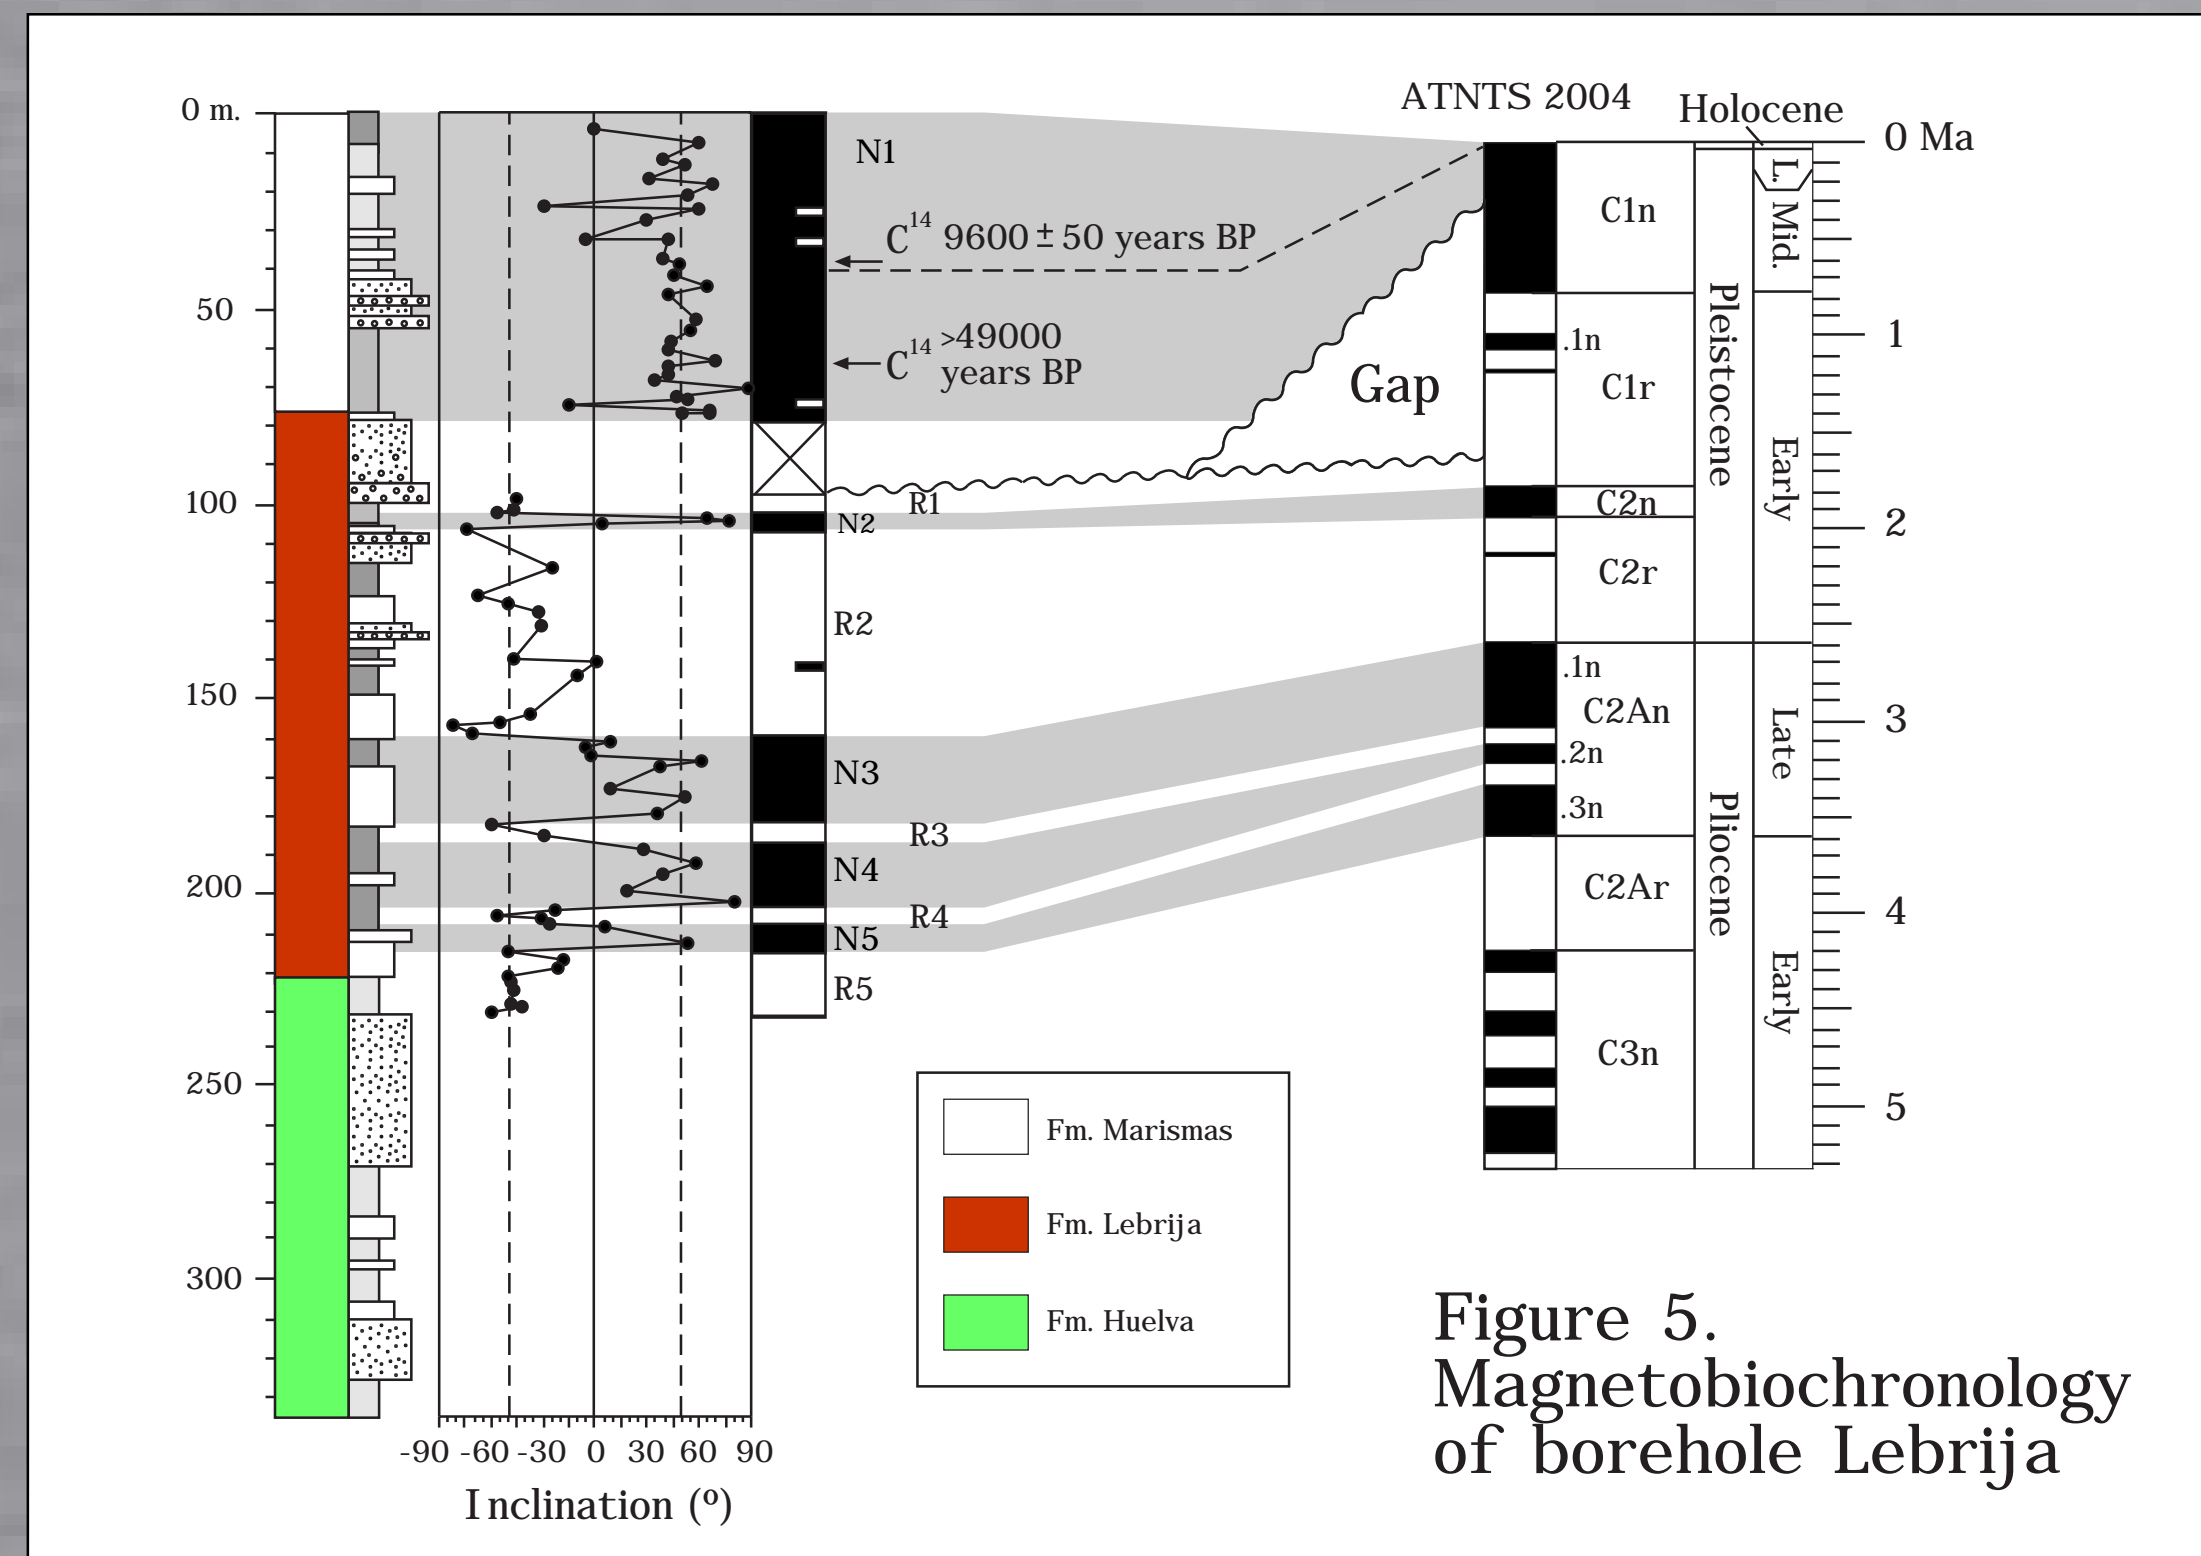 ATNTS 2004
Holocene
0 m.
50
100
150
200
250
300
N1
C14 9600 ± 50 years BP
C14 >49000
years BP
Gap
R1
N2
R2
N3
R3
N4
R4
N5
R5
C1n
.1n
C1r
C2n
C2r
.1n
C2An
.2n
.3n
C2Ar
C3n
Pleistocene
Pliocene
L.
Mid.
Early
Late
Early
0 Ma
1
2
3
4
5
-90 -60 -30 0 30 60 90
Inclination (º)
Fm. Marismas
Fm. Lebrija
Fm. Huelva
Figure 5.
Magnetobiochronology
of borehole Lebrija